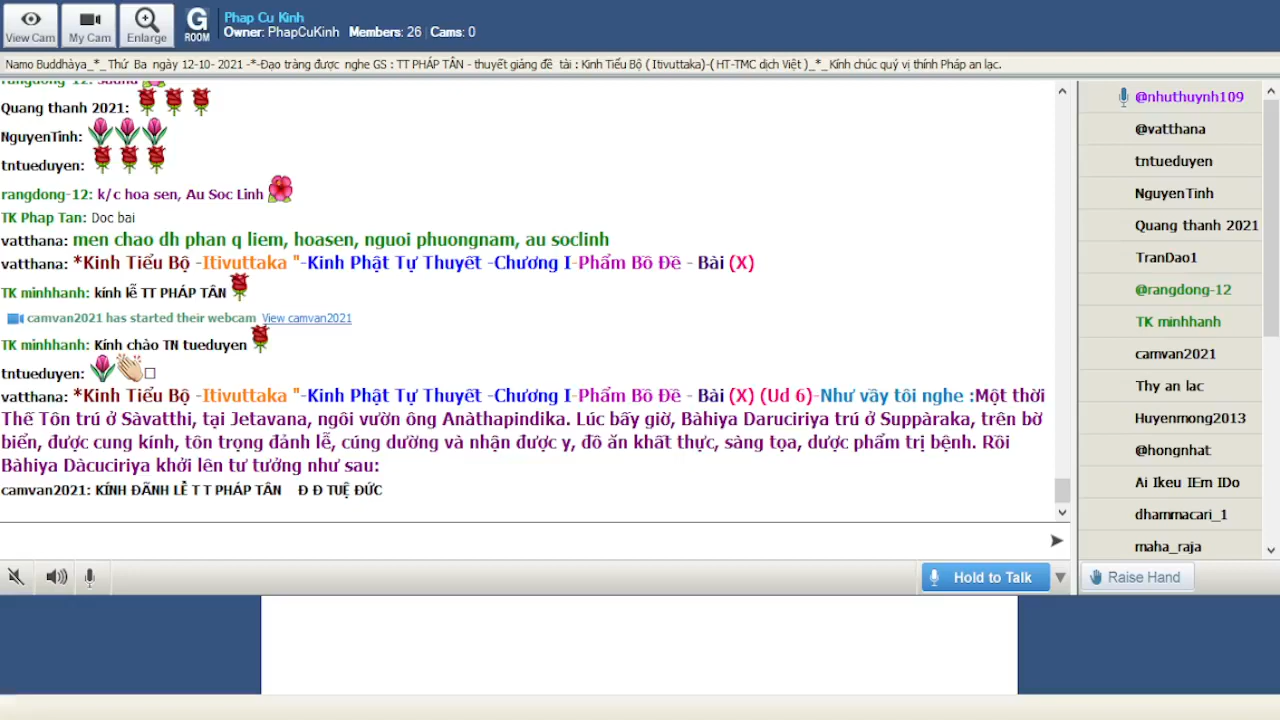 View Cam
My Cam
Enlarge
G
ROOM
Phap Cu Kinh
Owner: PhapCuKinh Members: 26 Cams: 0
Namo Buddhàya_*_Thứ Ba ngày 12-10- 2021 -*-Đạo tràng được nghe GS : TT PHÁP TÂN - thuyết giảng đề tài : Kinh Tiểu Bộ ( Itivuttaka)-( HT-TMC dịch Việt )_*_Kính chúc quý vị thính Pháp an lạc.
Quang thanh 2021:
NguyenTinh:
tntueduyen:
rangdong-12: k/c hoa sen, Au Soc Linh
TK Phap Tan: Doc bai
vatthana: men chao dh phan q liem, hoasen, nguoi phuongnam, au soclinh
vatthana: *Kinh Tiểu Bộ -Itivuttaka "-Kinh Phật Tự Thuyết -Chương I-Phẩm Bồ Đề - Bài (X)
TK minhhanh: kính lễ TT PHÁP TÂN
camvan2021 has started their webcam View camvan2021
TK minhhanh: Kính chào TN tueduyen
tntueduyen:
vatthana: *Kinh Tiểu Bộ -Itivuttaka "-Kinh Phật Tự Thuyết -Chương I-Phẩm Bồ Đề - Bài (X) (Ud 6)-Như vầy tôi nghe :Một thời
Thế Tôn trú ở Sàvatthi, tại Jetavana, ngôi vườn ông Anàthapindika. Lúc bấy giờ, Bàhiya Daruciriya trú ở Suppàraka, trên bờ
biển, được cung kính, tôn trọng đảnh lễ, cúng dường và nhận được y, đồ ăn khất thực, sàng tọa, dược phẩm trị bệnh. Rồi
Bàhiya Dàcuciriya khởi lên tư tưởng như sau:
camvan2021: KÍNH ĐÃNH LỄ T T PHÁP TÂN Đ Đ TUỆ ĐỨC
Hold to Talk
@nhuthuynh109
@vatthana
tntueduyen
NguyenTinh
Quang thanh 2021
TranDao1
@rangdong-12
TK minhhanh
camvan2021
Thy an lac
Huyenmong2013
@hongnhat
Ai Ikeu IEm IDo
dhammacari_1
maha_raja
Raise Hand